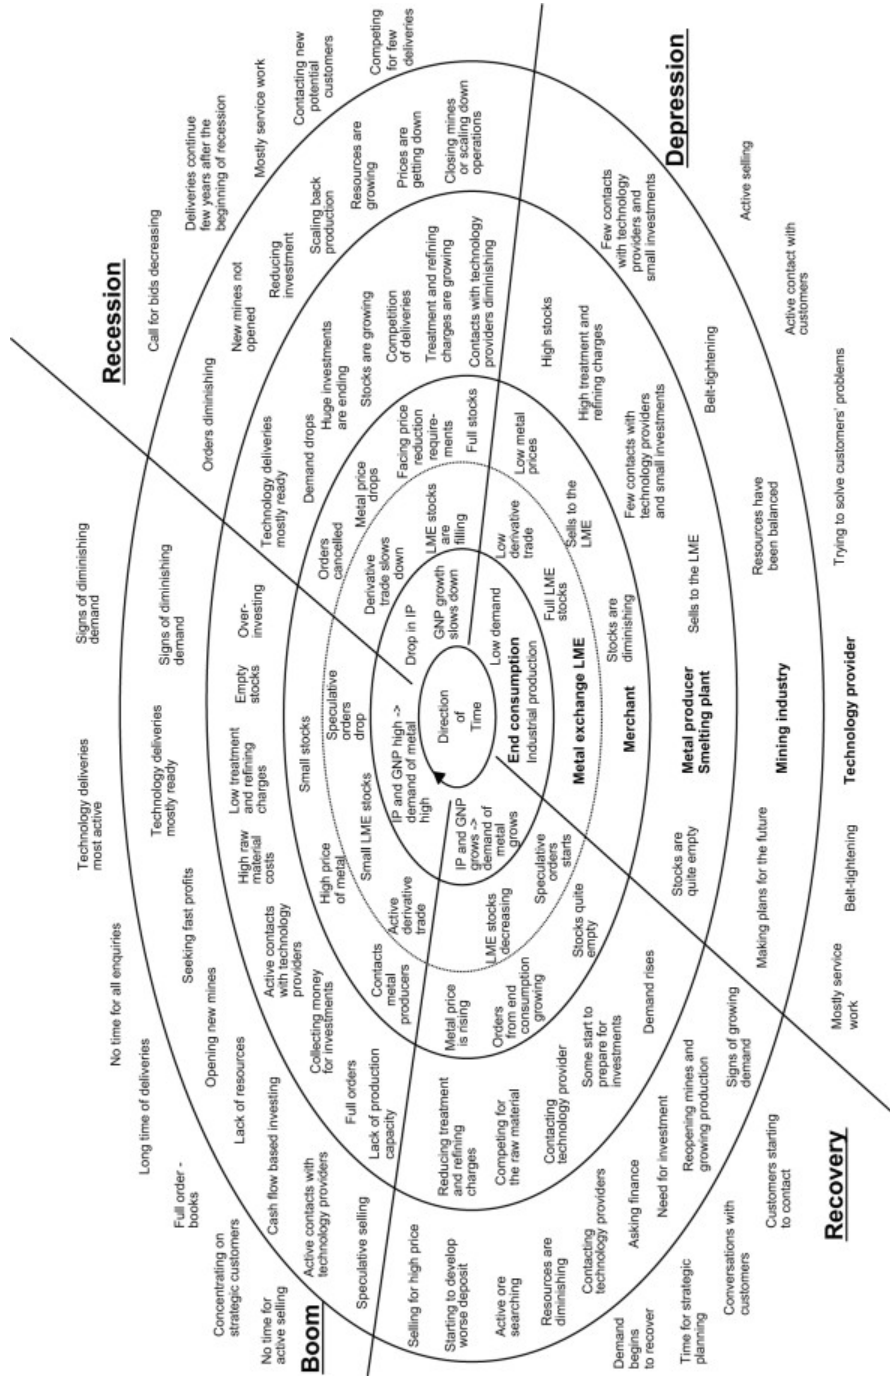 Boom
No time for
active selling
Concentrating on
strategic customers
Full order -
books
Long time of deliveries
No time for all enquiries
Technology deliveries
most active
Signs of diminishing
demand
Speculative selling
Active contacts with
technology providers
Cash flow based investing
Lack of resources
Opening new mines
Seeking fast profits
Technology deliveries
mostly ready
Signs of diminishing
demand
Lack of production
capacity
Full orders
Collecting money
for investments
Active contacts
with technology
providers
High raw
material
costs
Low treatment
and refining
charges
Empty
stocks
Over-
investing
Contacts
metal
producers
High price
of metal
Small stocks
Active
derivative
trade
Small LME stocks
Speculative
orders
drop
IP and GNP high ->
demand of metal
high
Recession
Call for bids decreasing
Deliveries continue
few years after the
beginning of recession
Mostly service work
Contacting new
potential
customers
Competing
for few
deliveries
Orders diminishing
New mines not
opened
Reducing
investment
Scaling back
production
Resources are
growing
Prices are
getting down
Closing mines
or scaling down
operations
Technology deliveries
mostly ready
Demand drops
Huge investments
are ending
Stocks are growing
Competition
of deliveries
Treatment and refining
charges are growing
Contacts with technology
providers diminishing
Orders
cancelled
Metal price
drops
Facing price
reduction
require-
ments
Full stocks
Derivative
trade slows
down
LME stocks
are
filling
Drop in IP
GNP growth
slows down
Direction
of
Time
Depression
Low demand
Low
derivative
trade
Full LME
stocks
Low metal
prices
Sells to the
LME
Stocks are
diminishing
High stocks
High treatment and
refining charges
Few contacts with
technology providers
and small investments
Sells to the LME
Few contacts
with technology
providers and
small investments
Belt-tightening
Resources have
been balanced
Active selling
Active contact with
customers
Trying to solve customers' problems
End consumption
Industrial production
Metal exchange LME
Merchant
Metal producer
Smelting plant
Mining industry
Technology provider
Recovery
IP and GNP
grows ->
demand of metal
grows
LME stocks
decreasing
Speculative
orders
starts
Metal price
is rising
Orders
from end
consumption
growing
Stocks quite
empty
Reducing treatment
and refining
charges
Competing for
the raw material
Contacting
technology provider
Some start to
prepare for
investments
Demand rises
Stocks are
quite empty
Selling for high price
Starting to develop
worse deposit
Active ore
searching
Resources are
diminishing
Contacting
technology providers
Asking finance
Need for investment
Reopening mines and
growing production
Signs of growing
demand
Making plans for the future
Demand
begins
to recover
Time for strategic
planning
Conversations with
customers
Customers starting
to contact
Mostly service
work
Belt-tightening